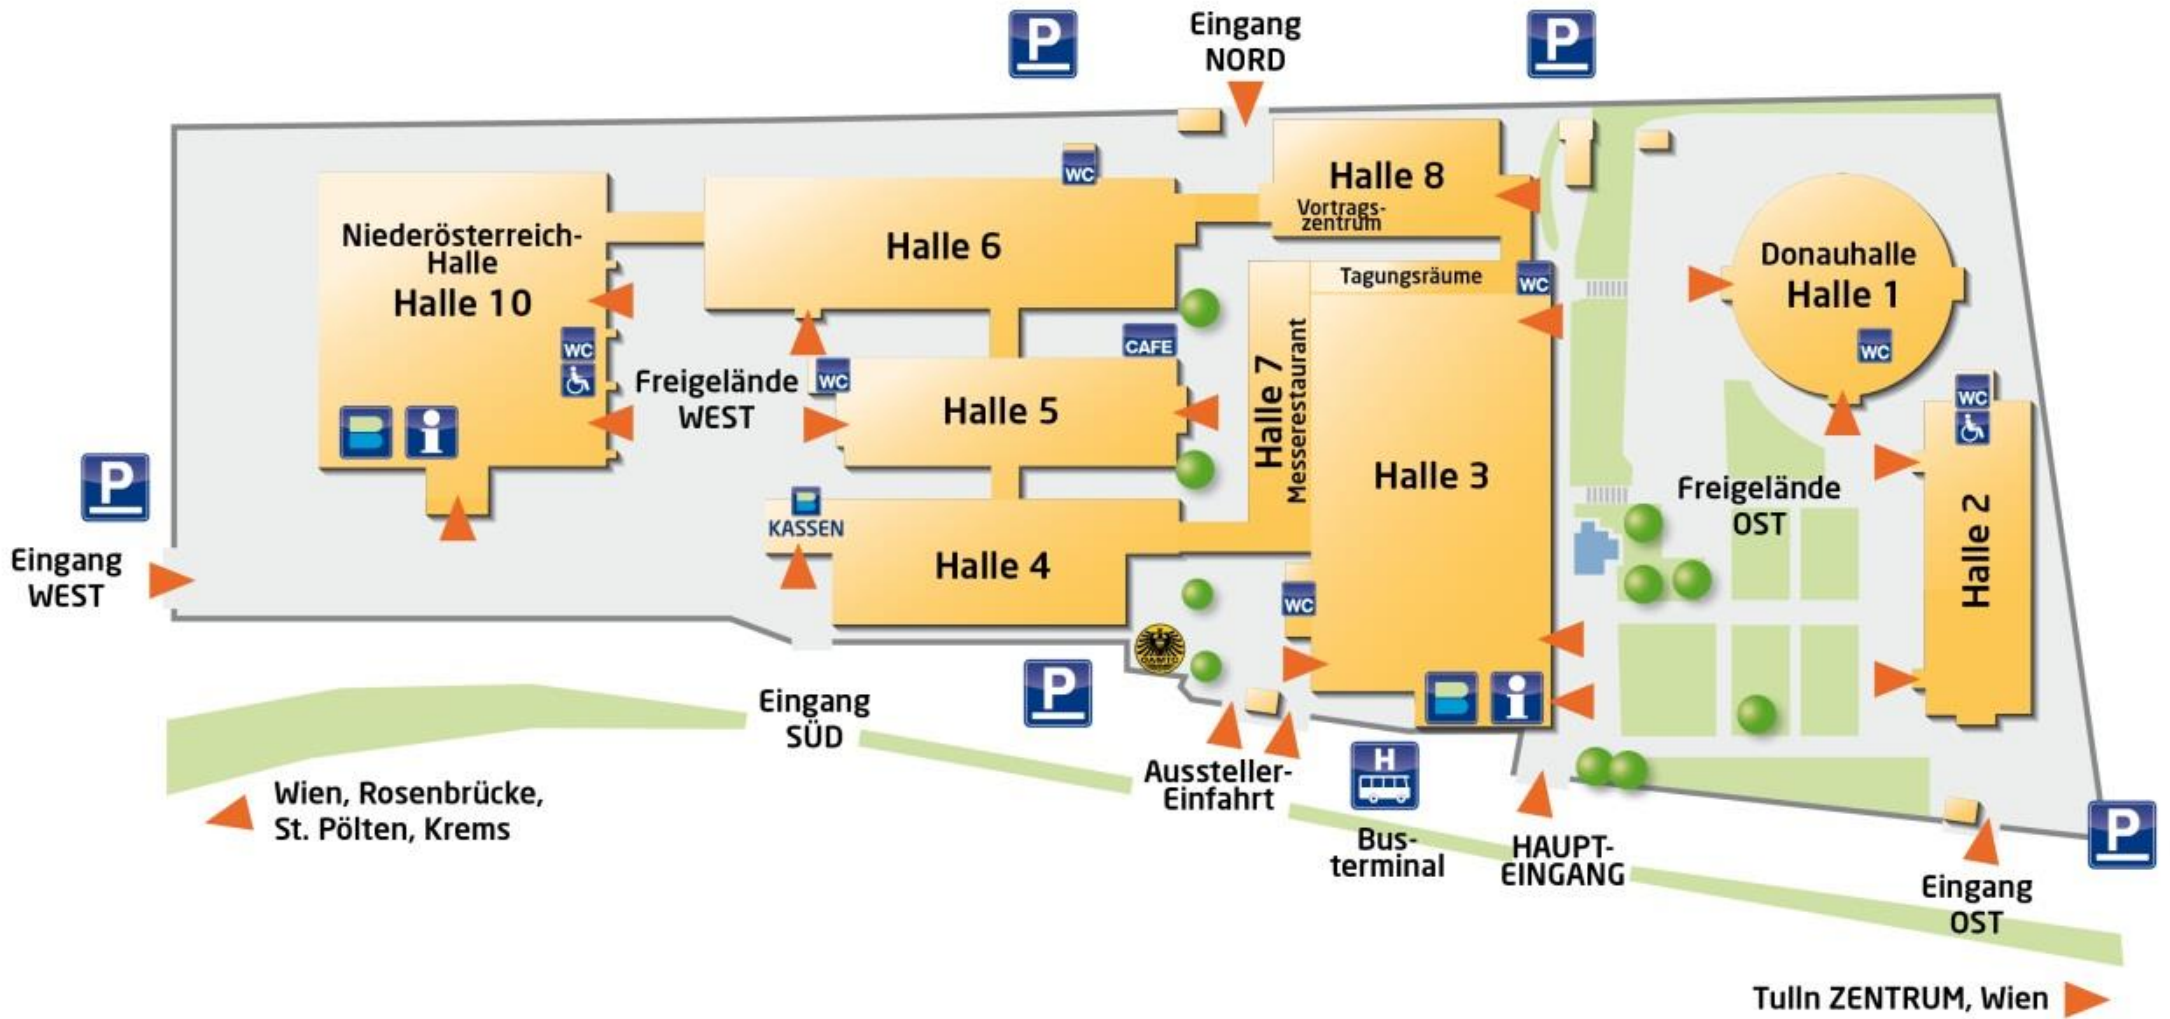 P
Eingang
NORD
P
WC
Halle 8
Vortrags-
zentrum
Niederösterreich-
Halle
Halle 10
Halle 6
Donauhalle
Halle 1
Tagungsräume
WC
WC
WC
CAFE
Freigelände
WEST
WC
Halle 5
Halle 7
Messerestaurant
Halle 3
WC
i
P
Freigelände
OST
Halle 2
KASSEN
Eingang
WEST
Halle 4
WC
ÖAMTC
P
i
Eingang
SÜD
Aussteller-
Einfahrt
H
Bus-
terminal
HAUPT-
EINGANG
P
Eingang
OST
Wien, Rosenbrücke,
St. Pölten, Krems
Tulln ZENTRUM, Wien